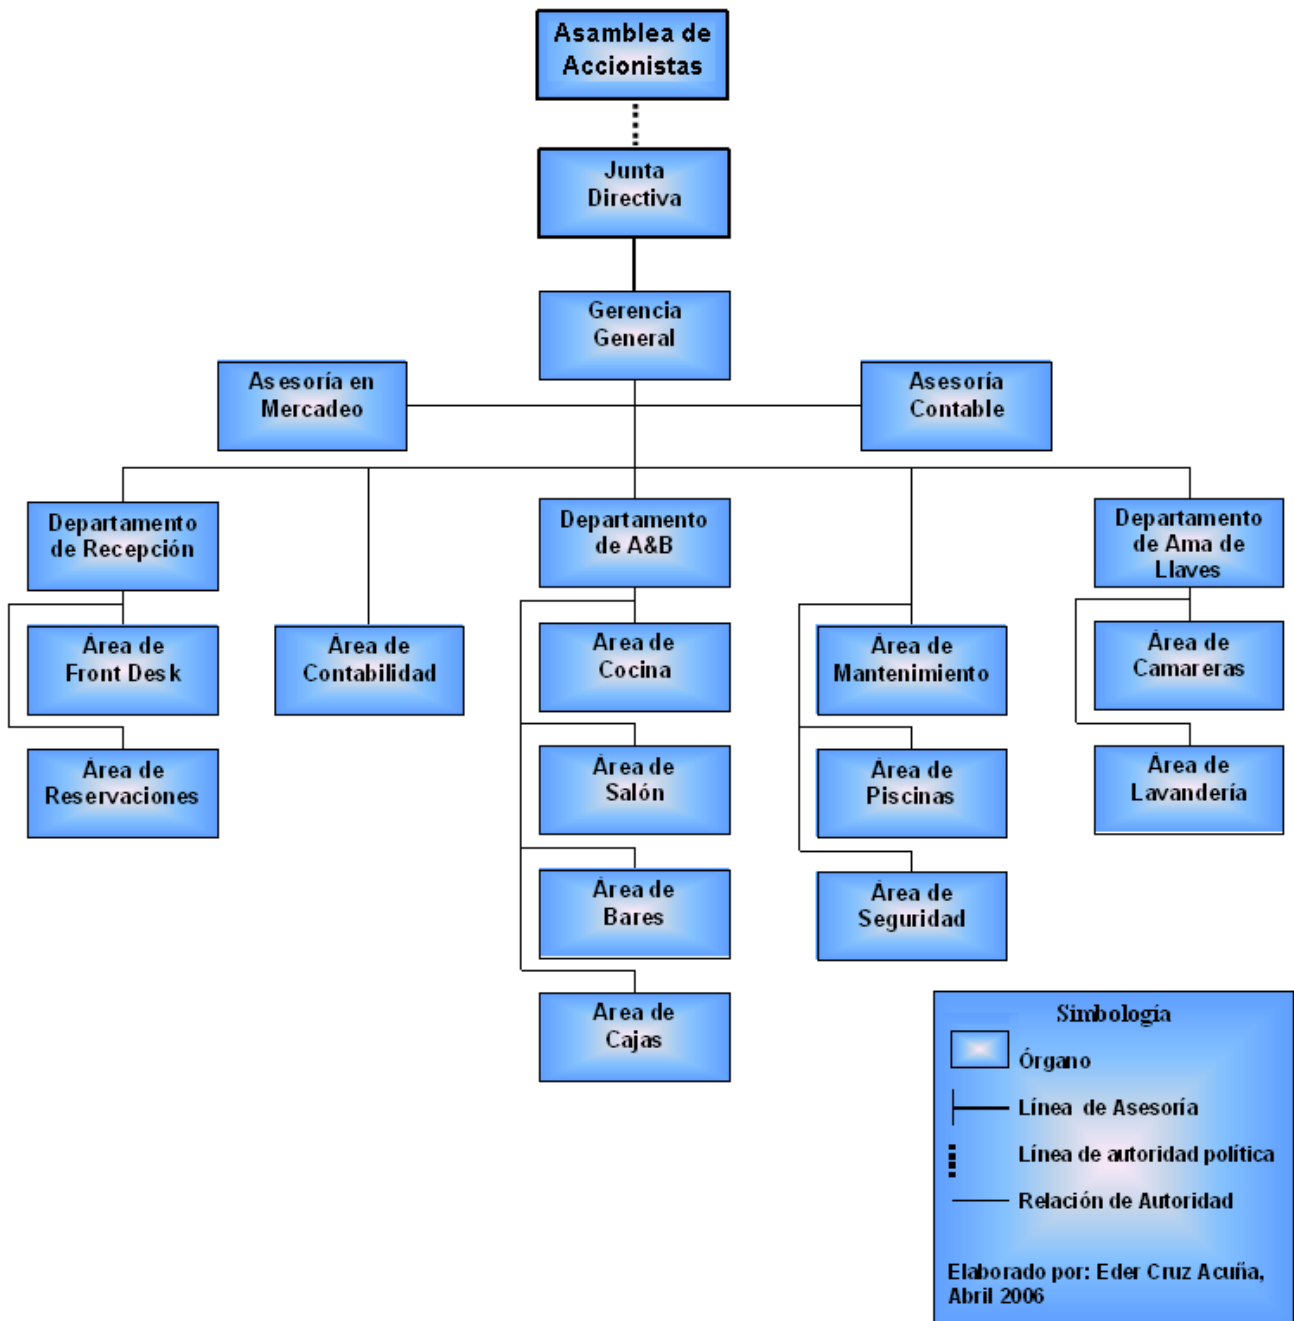 Asamblea de
Accionistas
Junta
Directiva
Gerencia
General
Asesoría en
Mercadeo
Asesoría
Contable
Departamento
de Recepción
Departamento
de A&B
Departamento
de Ama de
Llaves
Área de
Front Desk
Área de
Contabilidad
Area de
Cocina
Área de
Mantenimiento
Área de
Camareras
Área de
Reservaciones
Área de
Salón
Área de
Piscinas
Área de
Lavandería
Área de
Bares
Área de
Seguridad
Area de
Cajas
Simbología
Órgano
Línea de Asesoría
Línea de autoridad política
Relación de Autoridad
Elaborado por: Eder Cruz Acuña,
Abril 2006